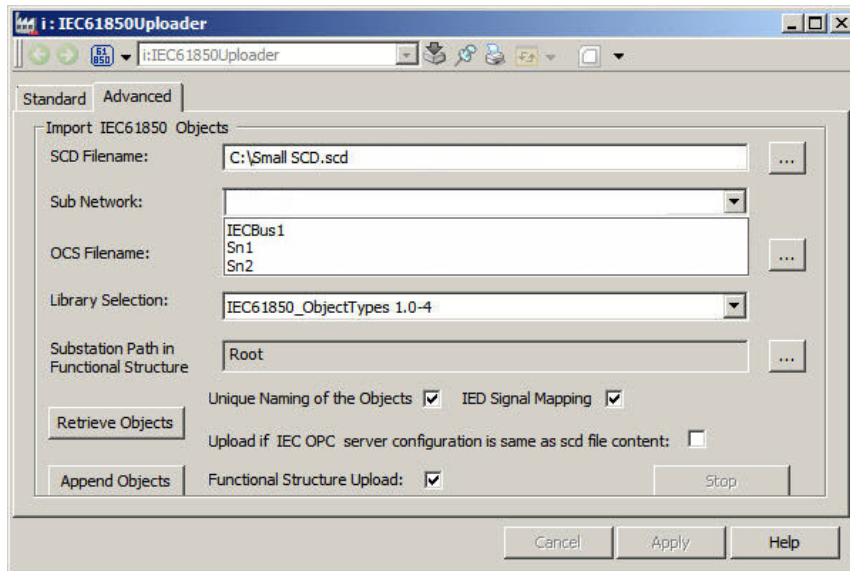 i: IEC61850Uploader
61 850 i:IEC61850Uploader
Standard Advanced
Import IEC61850 Objects
SCD Filename: C:\Small SCD.scd ...
Sub Network:
IECBus1
Sn1
OCS Filename: ...
Sn2
Library Selection: IEC61850_ObjectTypes 1.0-4
Substation Path in
Functional Structure
Root ...
Unique Naming of the Objects IED Signal Mapping
Retrieve Objects
Upload if IEC OPC server configuration is same as scd file content:
Append Objects Functional Structure Upload: Stop
Cancel Apply Help